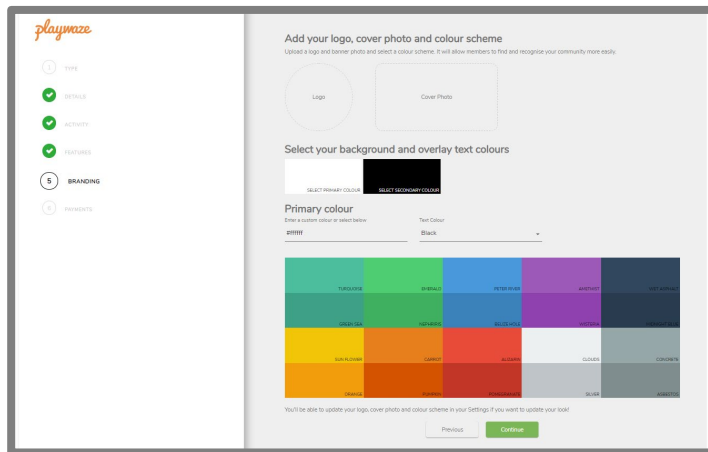 playwaze
1 TYPE
DETAILS
ACTIVITY
FEATURES
5 BRANDING
6 PAYMENTS
Add your logo, cover photo and colour scheme
Upload a logo and banner photo and select a colour scheme. It will allow members to find and recognise your community more easily.
Logo Cover Photo
Select your background and overlay text colours
SELECT PRIMARY COLOUR SELECT SECONDARY COLOUR
Primary colour
Enter a custom colour or select below Text Colour
#ffffff Black
TURQUOISE EMERALD PETER RIVER AMETHYST WET ASPHALT
GREEN SEA NEPHRITIS BELIZE HOLE WISTERIA MIDNIGHT BLUE
SUN FLOWER CARROT ALIZARIN CLOUDS CONCRETE
ORANGE PUMPKIN POMEGRANATE SILVER ASBESTOS
You'll be able to update your logo, cover photo and colour scheme in your Settings if you want to update your look!
Previous Continue